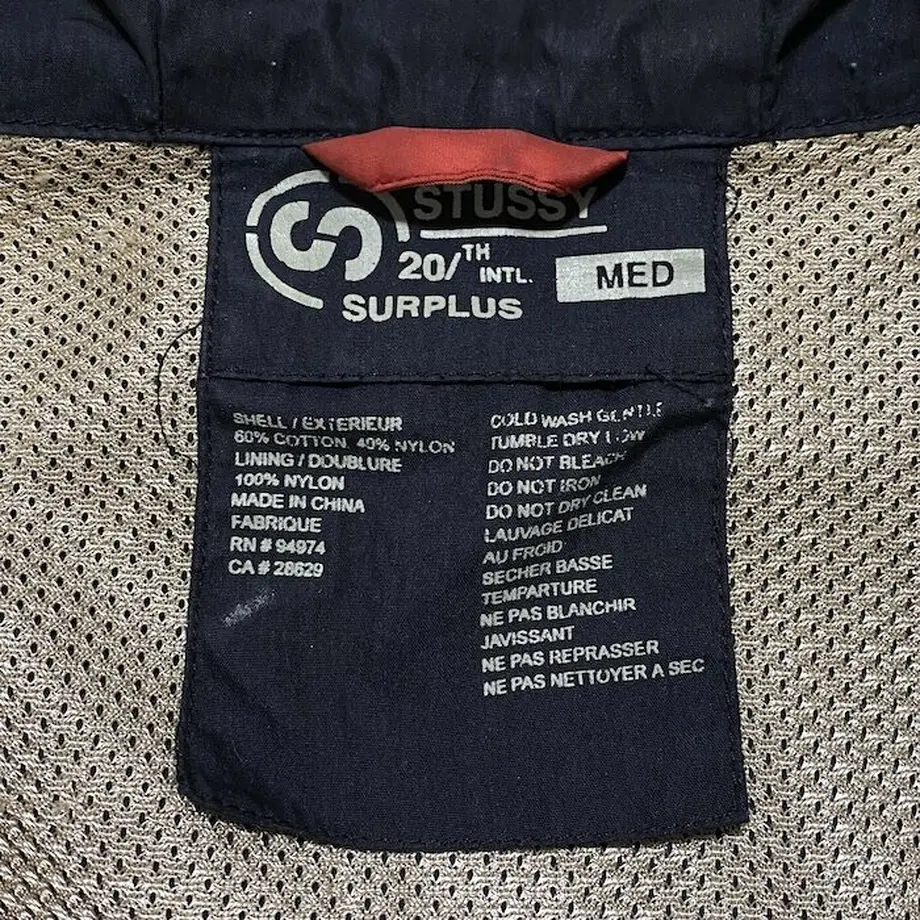 S
STUSSY
20/TH INTL.
SURPLUS
MED
SHELL / EXTERIEUR
60% COTTON, 40% NYLON
LINING / DOUBLURE
100% NYLON
MADE IN CHINA
FABRIQUE
RN # 94974
CA # 28629
COLD WASH GENTLE
TUMBLE DRY LOW
DO NOT BLEACH
DO NOT IRON
DO NOT DRY CLEAN
LAUVAGE DELICAT
AU FROID
SECHER BASSE
TEMPARTURE
NE PAS BLANCHIR
JAVISSANT
NE PAS REPRASSER
NE PAS NETTOYER A SEC